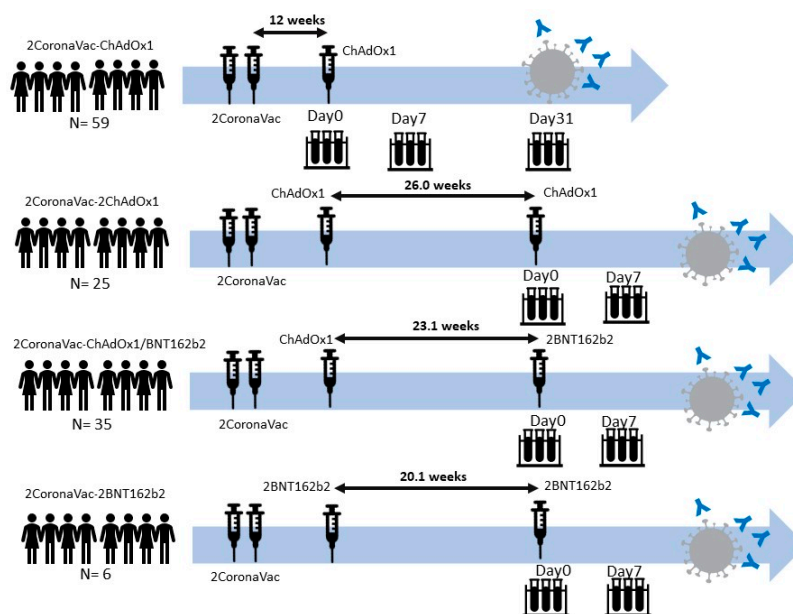 12 weeks
2CoronaVac-ChAdOx1
ChAdOx1
N= 59
2CoronaVac
Day0
Day7
Day31
26.0 weeks
ChAdOx1
ChAdOx1
2CoronaVac-2ChAdOx1
2CoronaVac
N= 25
Day0
Day7
23.1 weeks
2CoronaVac-ChAdOx1/BNT162b2
ChAdOx1
2BNT162b2
N= 35
2CoronaVac
Day0
Day7
20.1 weeks
2CoronaVac-2BNT162b2
2BNT162b2
2BNT162b2
N= 6
2CoronaVac
Day0
Day7